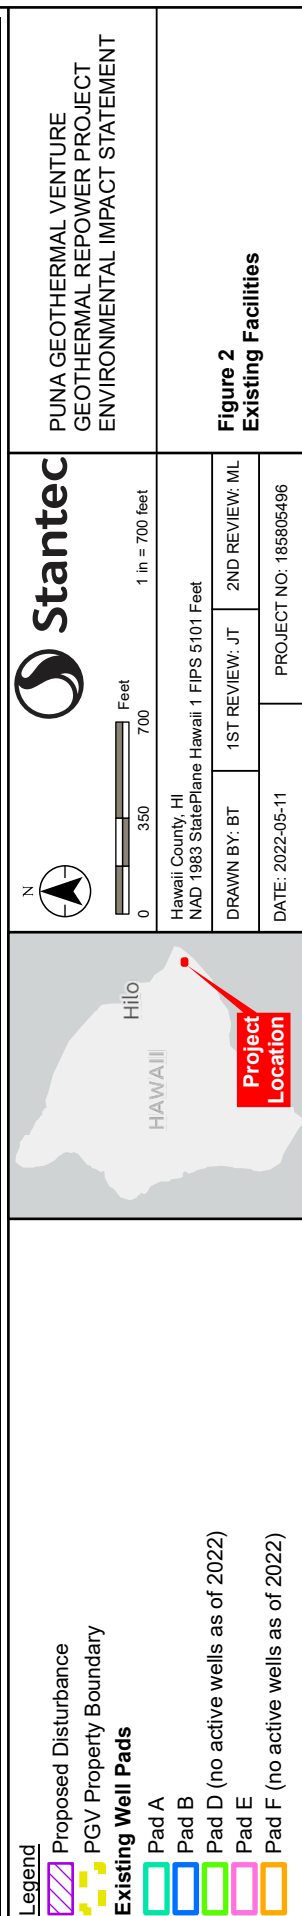 Legend
Proposed Disturbance
PGV Property Boundary
Existing Well Pads
Pad A
Pad B
Pad D (no active wells as of 2022)
Pad E
Pad F (no active wells as of 2022)
HAWAII
Hilo
Project
Location
N
Stantec
Feet
0 350 700
1 in = 700 feet
Hawaii County, HI
NAD 1983 StatePlane Hawaii 1 FIPS 5101 Feet
DRAWN BY: BT 1ST REVIEW: JT 2ND REVIEW: ML
DATE: 2022-05-11 PROJECT NO: 185805496
PUNA GEOTHERMAL VENTURE
GEOTHERMAL REPOWER PROJECT
ENVIRONMENTAL IMPACT STATEMENT
Figure 2
Existing Facilities